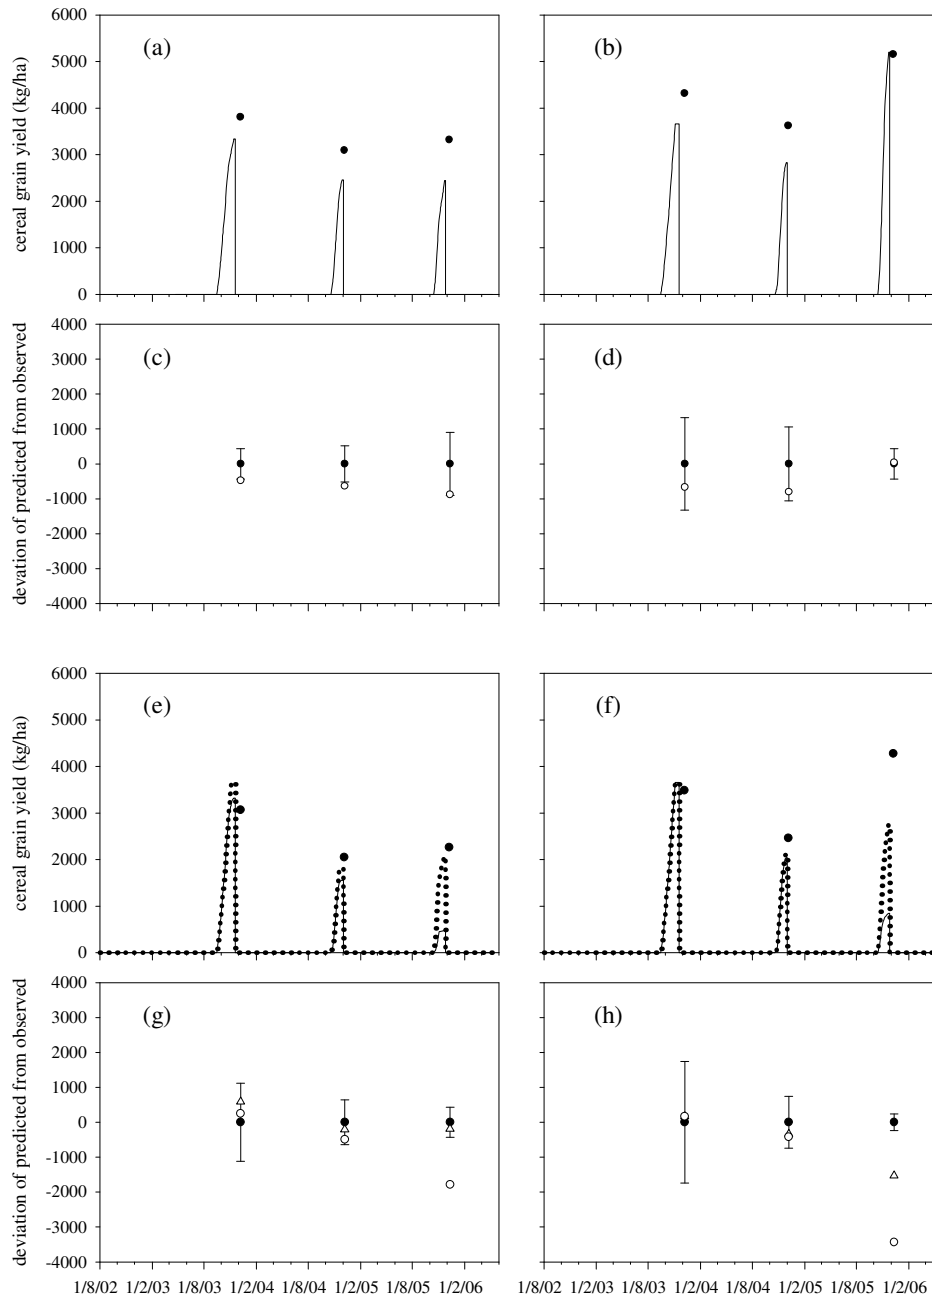 (a)
cereal grain yield (kg/ha)
6000
5000
4000
3000
2000
1000
0
(b)
(c)
devation of predicted from observed
4000
3000
2000
1000
0
-1000
-2000
-3000
-4000
(d)
(e)
cereal grain yield (kg/ha)
6000
5000
4000
3000
2000
1000
0
(f)
(g)
deviation of predicted from observed
4000
3000
2000
1000
0
-1000
-2000
-3000
-4000
(h)
1/8/02 1/2/03 1/8/03 1/2/04 1/8/04 1/2/05 1/8/05 1/2/06
1/8/02 1/2/03 1/8/03 1/2/04 1/8/04 1/2/05 1/8/05 1/2/06